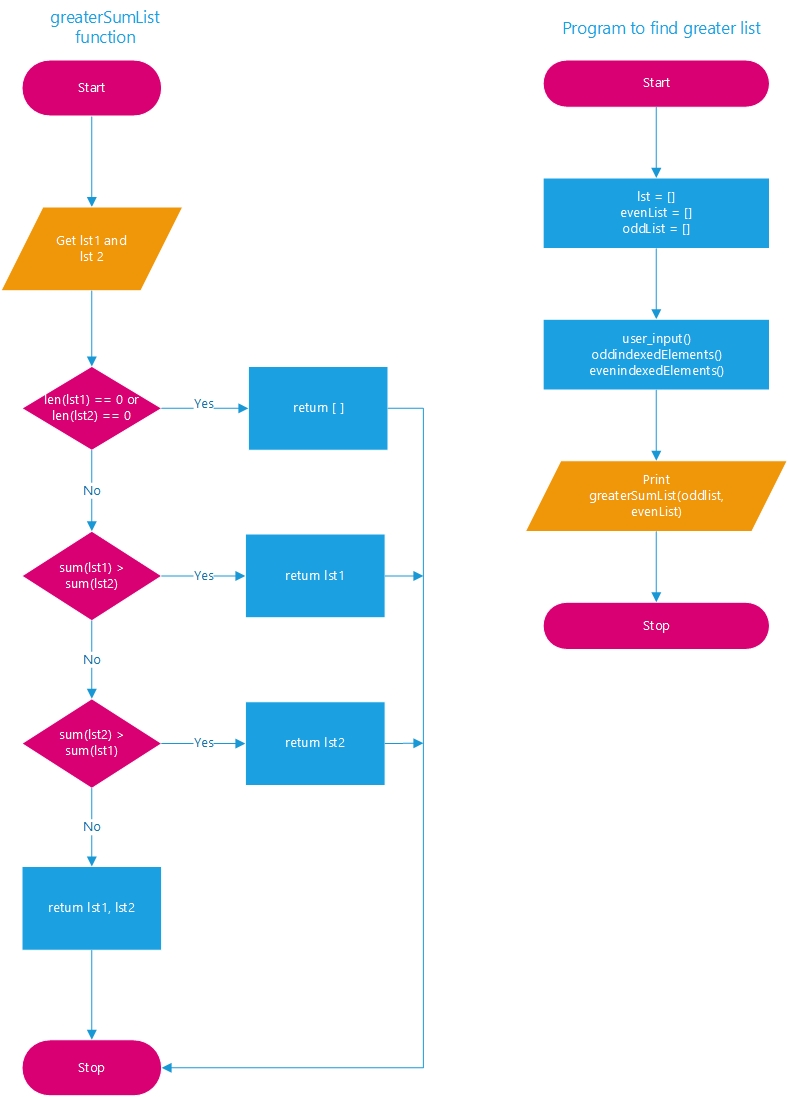 greaterSumList
function
Start
Get lst1 and
lst 2
len(lst1) == 0 or
len(lst2) == 0
Yes
return [ ]
No
sum(lst1) >
sum(lst2)
Yes
return lst1
No
sum(lst2) >
sum(lst1)
Yes
return lst2
No
return lst1, lst2
Stop
Program to find greater list
Start
lst = []
evenList = []
oddList = []
user_input()
oddindexedElements()
evenindexedElements()
Print
greaterSumList(oddlist,
evenList)
Stop